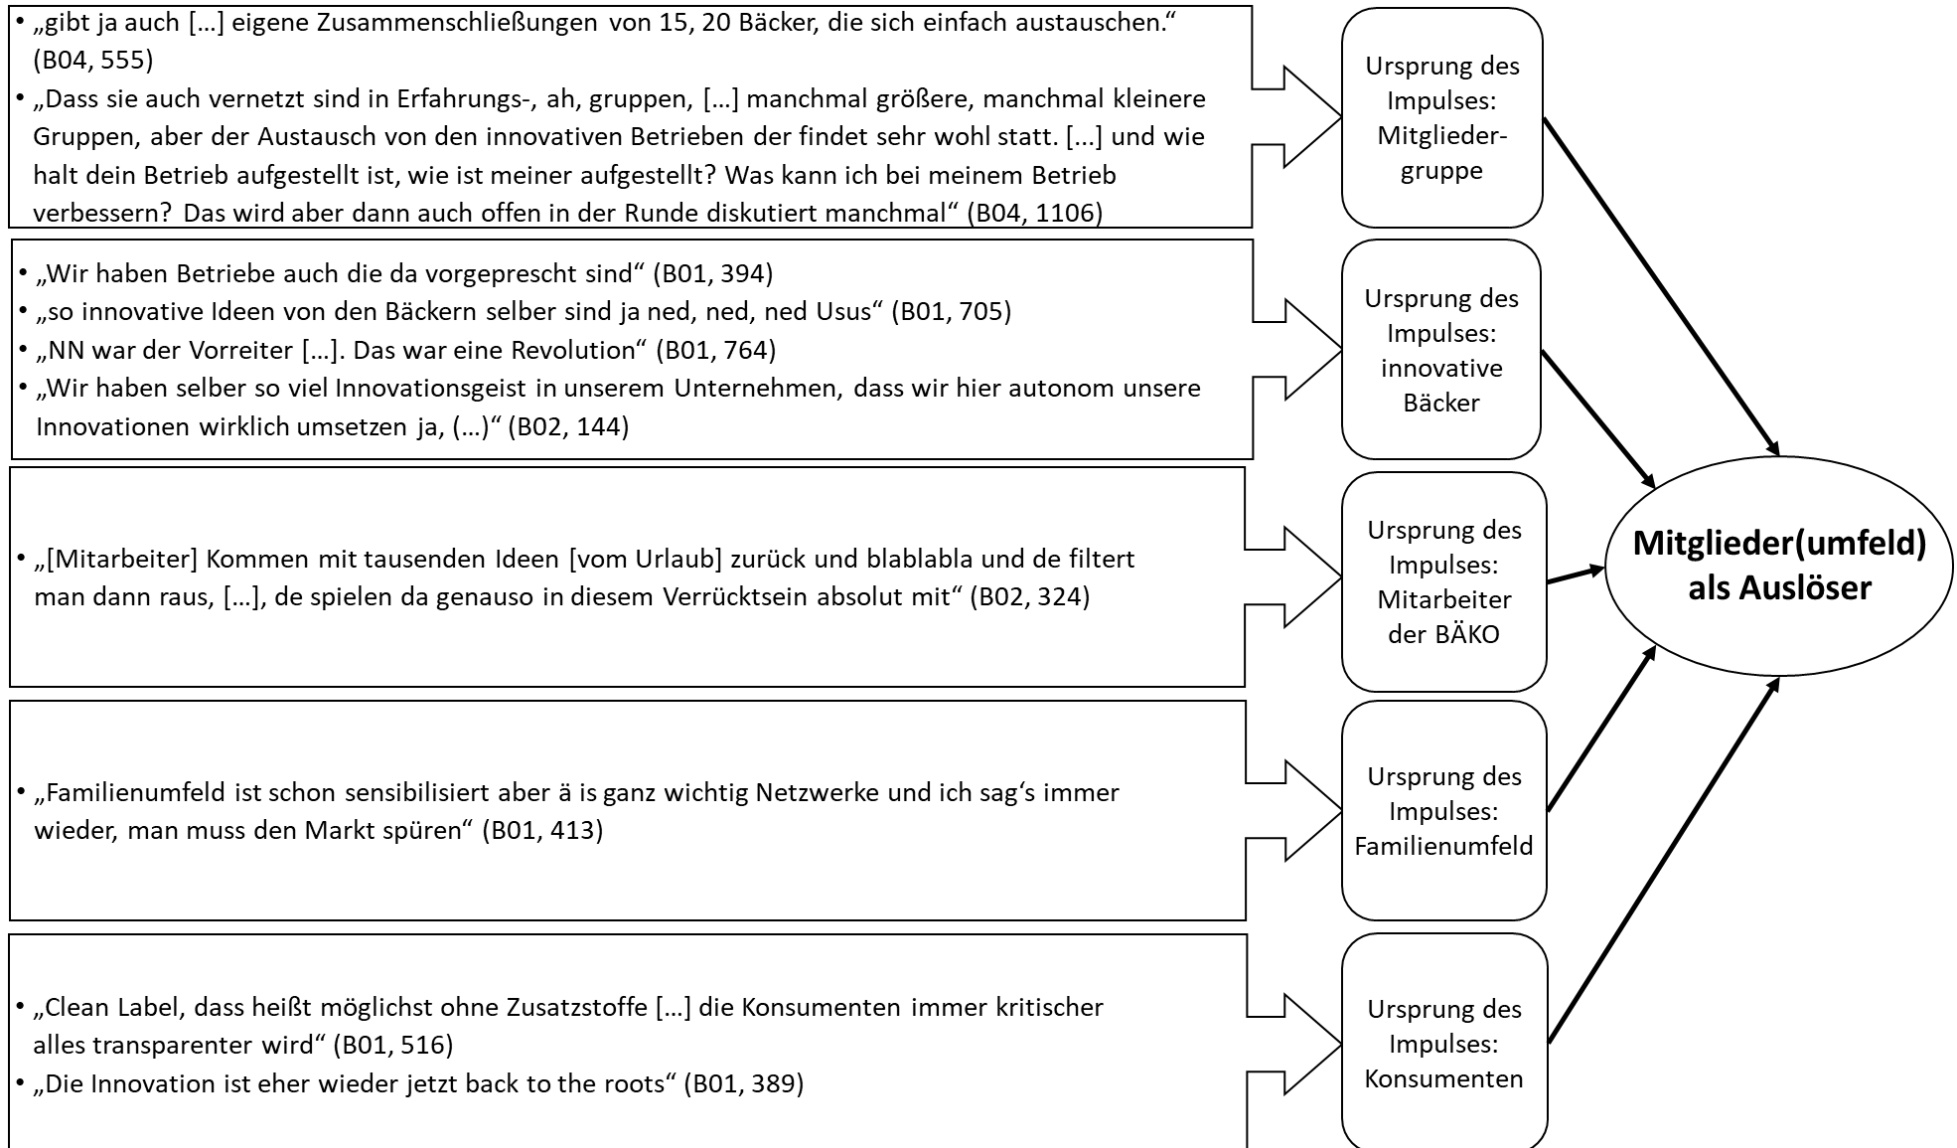 • „gibt ja auch […] eigene Zusammenschließungen von 15, 20 Bäcker, die sich einfach austauschen.“
(B04, 555)
• „Dass sie auch vernetzt sind in Erfahrungs-, ah, gruppen, […] manchmal größere, manchmal kleinere
Gruppen, aber der Austausch von den innovativen Betrieben der findet sehr wohl statt. […] und wie
halt dein Betrieb aufgestellt ist, wie ist meiner aufgestellt? Was kann ich bei meinem Betrieb
verbessern? Das wird aber dann auch offen in der Runde diskutiert manchmal“ (B04, 1106)
Ursprung des
Impulses:
Mitglieder-
gruppe
• „Wir haben Betriebe auch die da vorgeprescht sind“ (B01, 394)
• „so innovative Ideen von den Bäckern selber sind ja ned, ned, ned Usus“ (B01, 705)
• „NN war der Vorreiter […]. Das war eine Revolution“ (B01, 764)
• „Wir haben selber so viel Innovationsgeist in unserem Unternehmen, dass wir hier autonom unsere
Innovationen wirklich umsetzen ja, (…)“ (B02, 144)
Ursprung des
Impulses:
innovative
Bäcker
• „[Mitarbeiter] Kommen mit tausenden Ideen [vom Urlaub] zurück und blablabla und de filtert
man dann raus, […], de spielen da genauso in diesem Verrücktsein absolut mit“ (B02, 324)
Ursprung des
Impulses:
Mitarbeiter
der BÄKO
• „Familienumfeld ist schon sensibilisiert aber ä is ganz wichtig Netzwerke und ich sag‘s immer
wieder, man muss den Markt spüren“ (B01, 413)
Ursprung des
Impulses:
Familienumfeld
• „Clean Label, dass heißt möglichst ohne Zusatzstoffe […] die Konsumenten immer kritischer
alles transparenter wird“ (B01, 516)
• „Die Innovation ist eher wieder jetzt back to the roots“ (B01, 389)
Ursprung des
Impulses:
Konsumenten
Mitglieder(umfeld)
als Auslöser